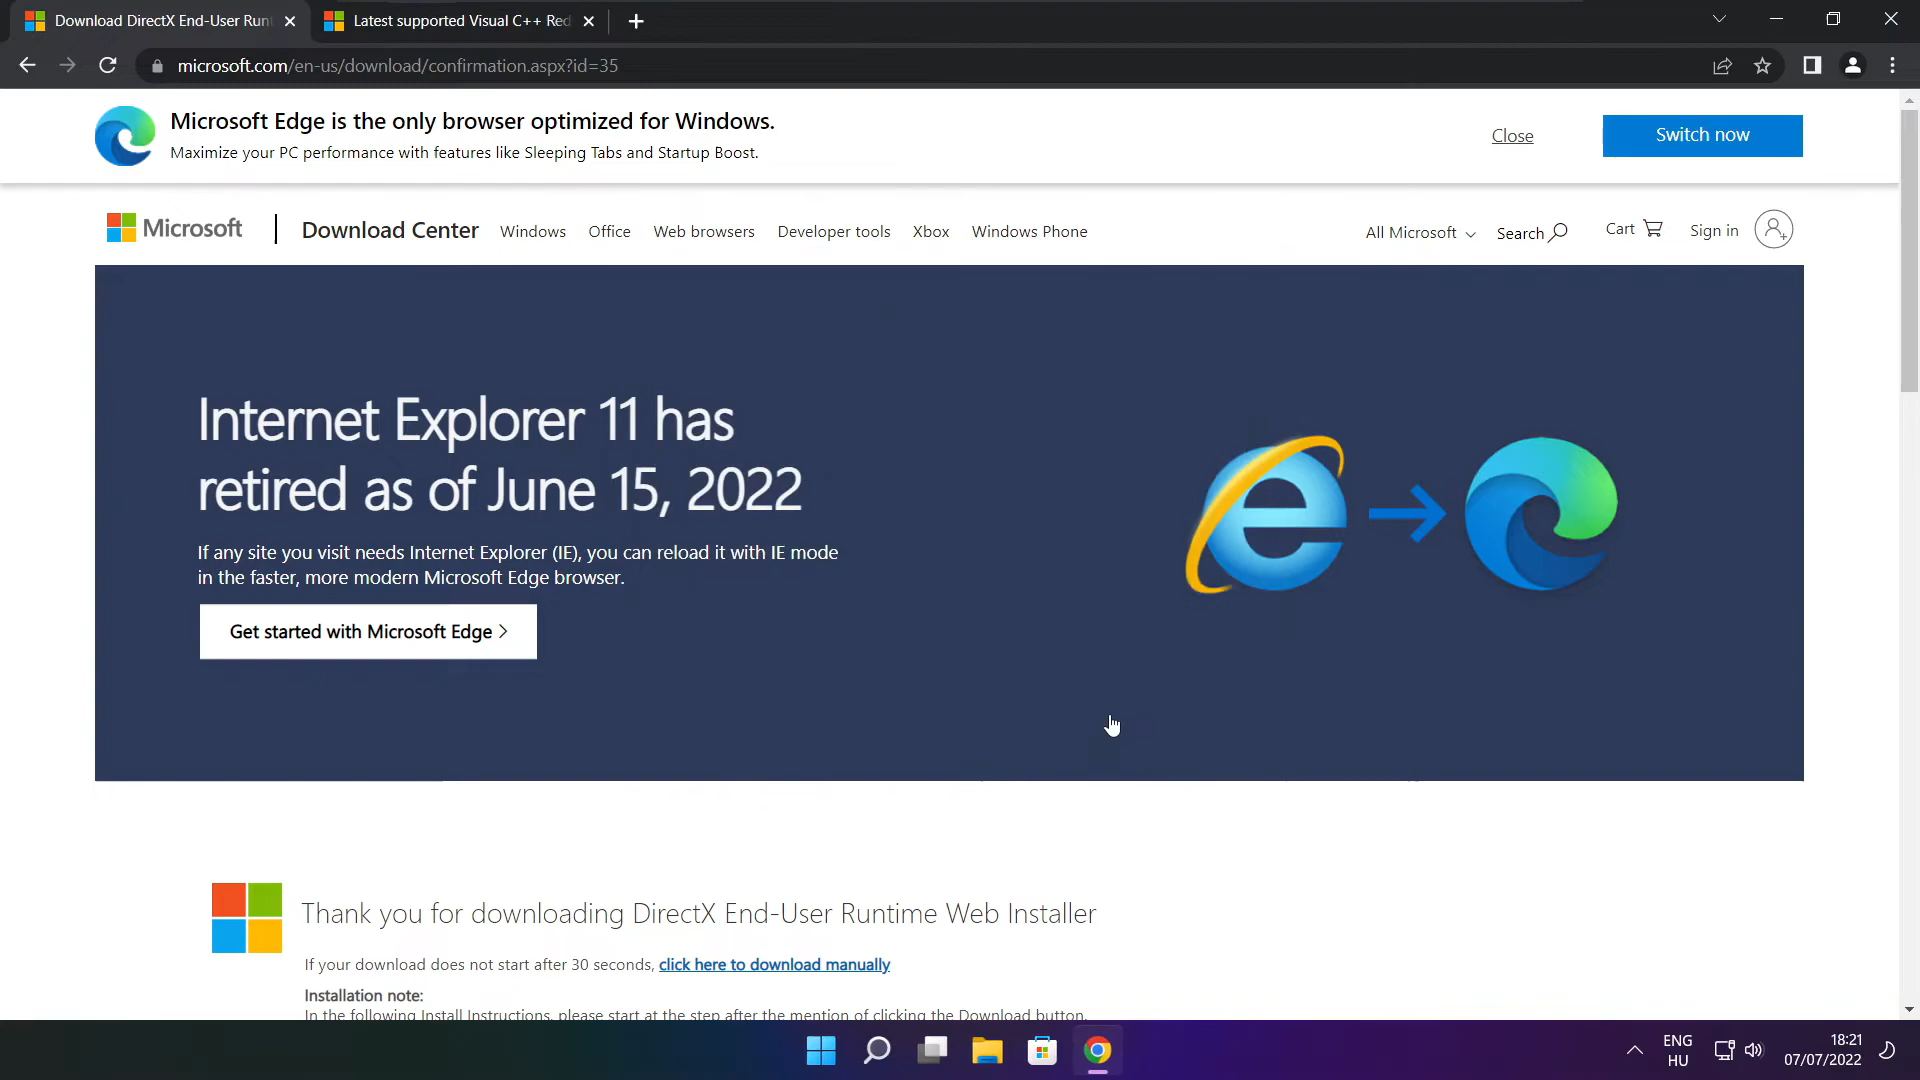 Download DirectX End-User Runt
Latest supported Visual C++ Red
microsoft.com/en-us/download/confirmation.aspx?id=35
Microsoft Edge is the only browser optimized for Windows.
Maximize your PC performance with features like Sleeping Tabs and Startup Boost.
Close
Switch now
Microsoft
Download Center
Windows
Office
Web browsers
Developer tools
Xbox
Windows Phone
All Microsoft
Search
Cart
Sign in
Internet Explorer 11 has
retired as of June 15, 2022
If any site you visit needs Internet Explorer (IE), you can reload it with IE mode
in the faster, more modern Microsoft Edge browser.
Get started with Microsoft Edge >
Thank you for downloading DirectX End-User Runtime Web Installer
If your download does not start after 30 seconds, click here to download manually
Installation note:
In the following Install Instructions, please start at the step after the mention of clicking the Download button.
ENG
HU
18:21
07/07/2022